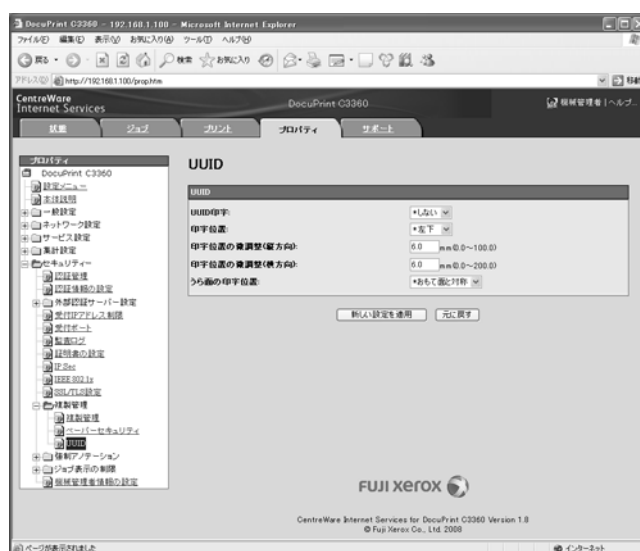 DocuPrint C3360 - 192.168.1.100 - Microsoft Internet Explorer
ファイル(F) 編集(E) 表示(V) お気に入り(A) ツール(T) ヘルプ(H)
戻る 検索 お気に入り
アドレス(D) http://192.168.1.100/prop.htm 移動
CentreWare
Internet Services
DocuPrint C3360
機械管理者 | ヘルプ...
状態 ジョブ プリント プロパティ サポート
プロパティ
DocuPrint C3360
設定メニュー
本体説明
一般設定
ネットワーク設定
サービス設定
集計設定
セキュリティー
認証管理
認証情報の設定
外部認証サーバー設定
受付IPアドレス制限
受付ポート
監査ログ
証明書の設定
IP Sec
IEEE 802.1x
SSL/TLS設定
複製管理
複製管理
ペーパーセキュリティ
UUID
強制アノテーション
ジョブ表示の制限
機械管理者情報の設定
UUID
UUID
UUID印字: *しない
印字位置: *左下
印字位置の微調整(縦方向): 6.0 mm(0.0～100.0)
印字位置の微調整(横方向): 6.0 mm(0.0～200.0)
うら面の印字位置: *おもて面と対称
新しい設定を適用 元に戻す
FUJI XEROX
CentreWare Internet Services for DocuPrint C3360 Version 1.8
© Fuji Xerox Co., Ltd. 2008
ページが表示されました インターネット